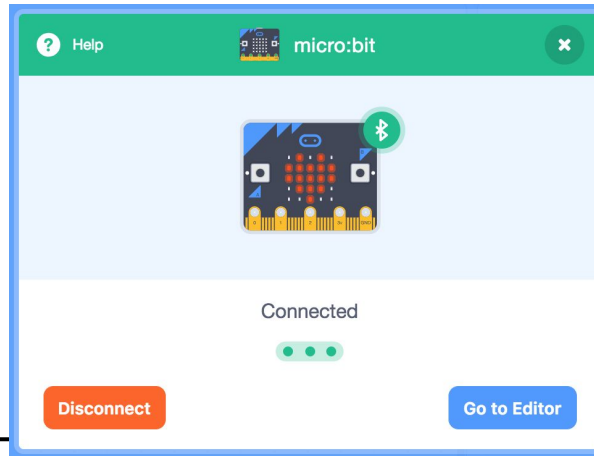 ? Help
micro:bit
Connected
Disconnect
Go to Editor